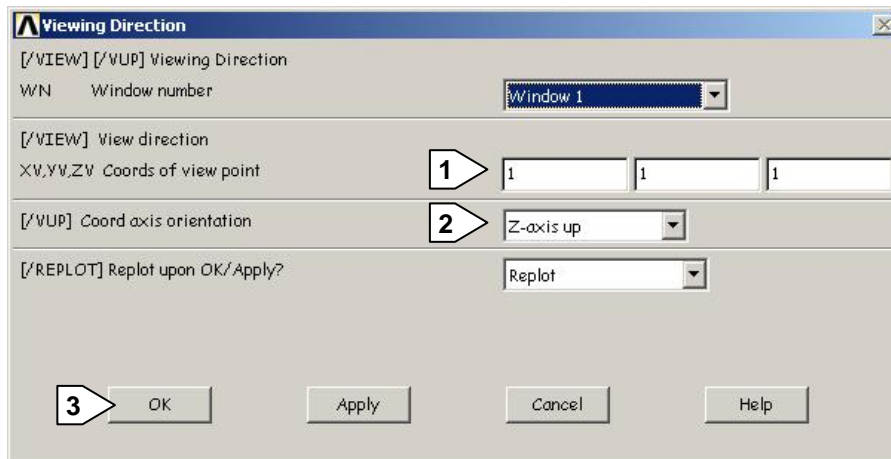 Viewing Direction
[/VIEW] [/VUP] Viewing Direction
WN Window number Window 1
[/VIEW] View direction
XV,YV,ZV Coords of view point 1 1 1 1
[/VUP] Coord axis orientation 2 Z-axis up
[/REPLOT] Replot upon OK/Apply? Replot
3 OK Apply Cancel Help